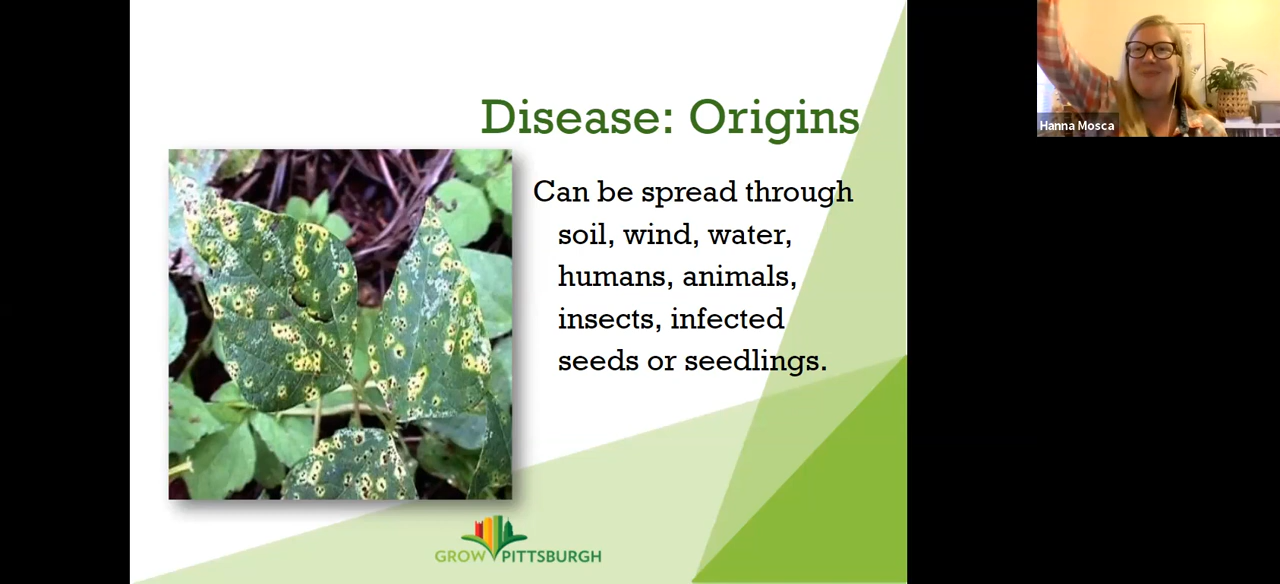 Disease: Origins
Can be spread through
soil, wind, water,
humans, animals,
insects, infected
seeds or seedlings.
GROW PITTSBURGH
Hanna Mosca